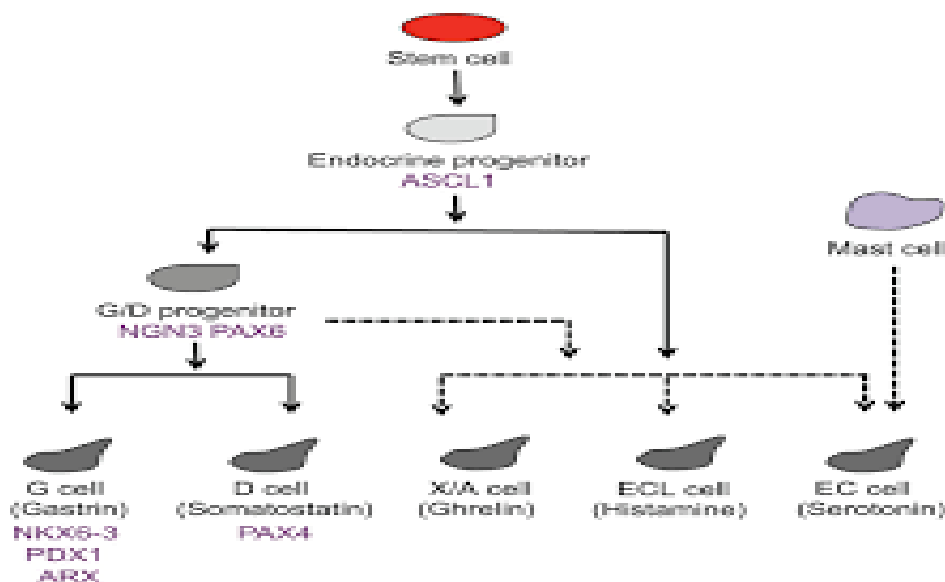 Stem cell
Endocrine progenitor
ASCL1
Mast cell
G/D progenitor
NGN3 PAX6
G cell
(Gastrin)
NKX6-3
PDX1
ARX
D cell
(Somatostatin)
PAX4
X/A cell
(Ghrelin)
ECL cell
(Histamine)
EC cell
(Serotonin)